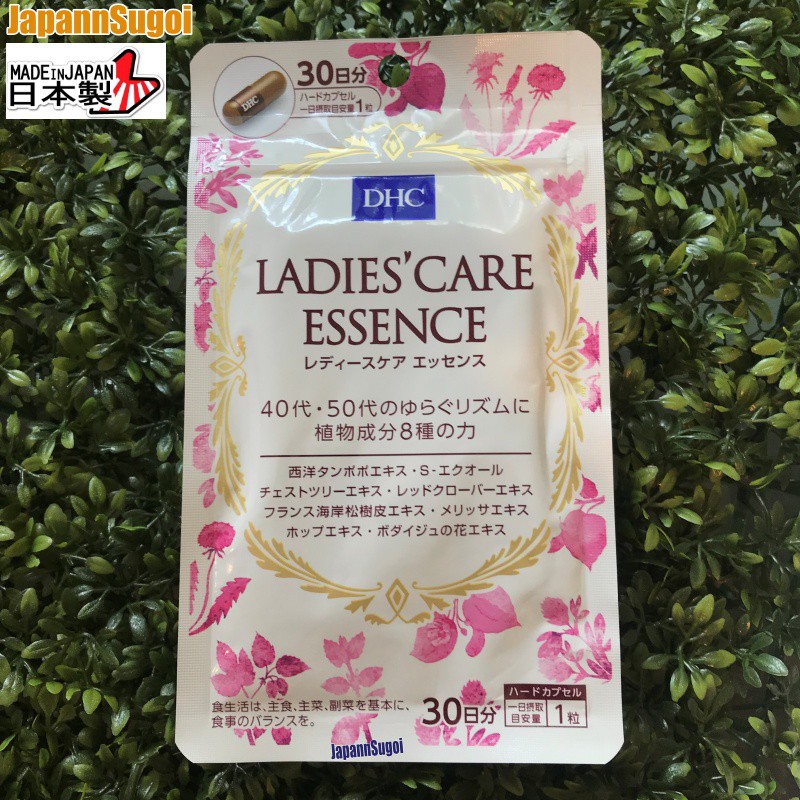 JapannSugoi
MADE IN JAPAN
日本製
DHC
30日分
ハードカプセル
一日摂取目安量1粒
DHC
LADIES' CARE
ESSENCE
レディースケア エッセンス
40代・50代のゆらぐリズムに
植物成分8種の力
西洋タンポポエキス・S-エクオール
チェストツリーエキス・レッドクローバーエキス
フランス海岸松樹皮エキス・メリッサエキス
ホップエキス・ボダイジュの花エキス
食生活は、主食、主菜、副菜を基本に、
食事のバランスを。
30日分
ハードカプセル
一日摂取
目安量
1粒
JapannSugoi